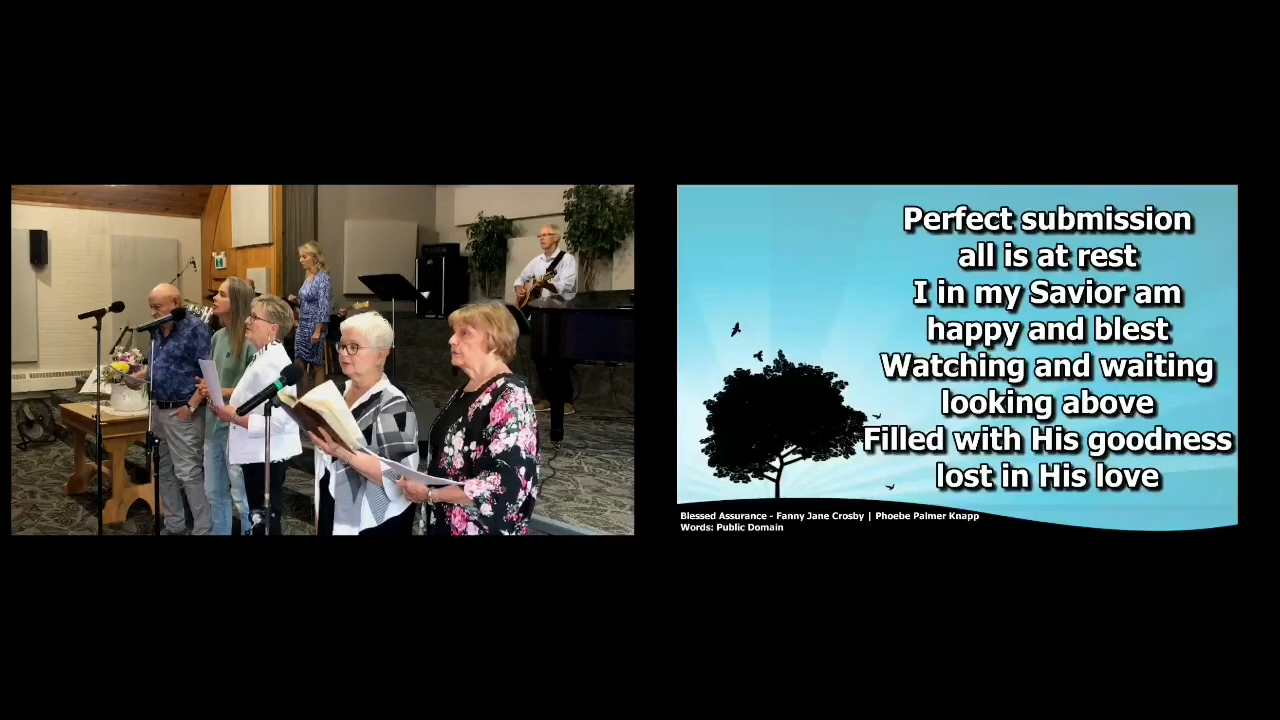 Perfect submission
all is at rest
I in my Savior am
happy and blest
Watching and waiting
looking above
Filled with His goodness
lost in His love
Blessed Assurance - Fanny Jane Crosby | Phoebe Palmer Knapp
Words: Public Domain